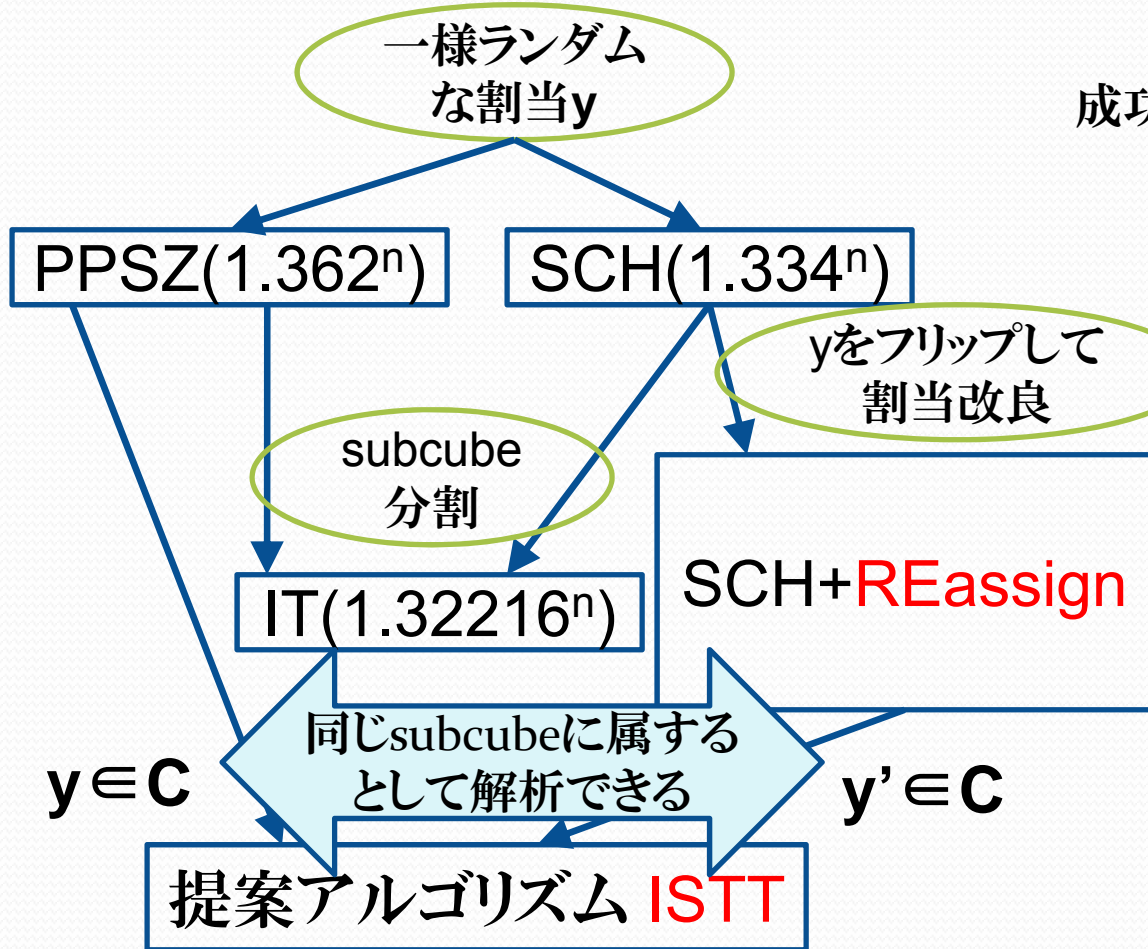 一様ランダム
な割当y
成功
PPSZ(1.362ⁿ)
SCH(1.334ⁿ)
yをフリップして
割当改良
subcube
分割
SCH+REassign
IT(1.32216ⁿ)
同じsubcubeに属する
として解析できる
y∈C
y’∈C
提案アルゴリズム ISTT